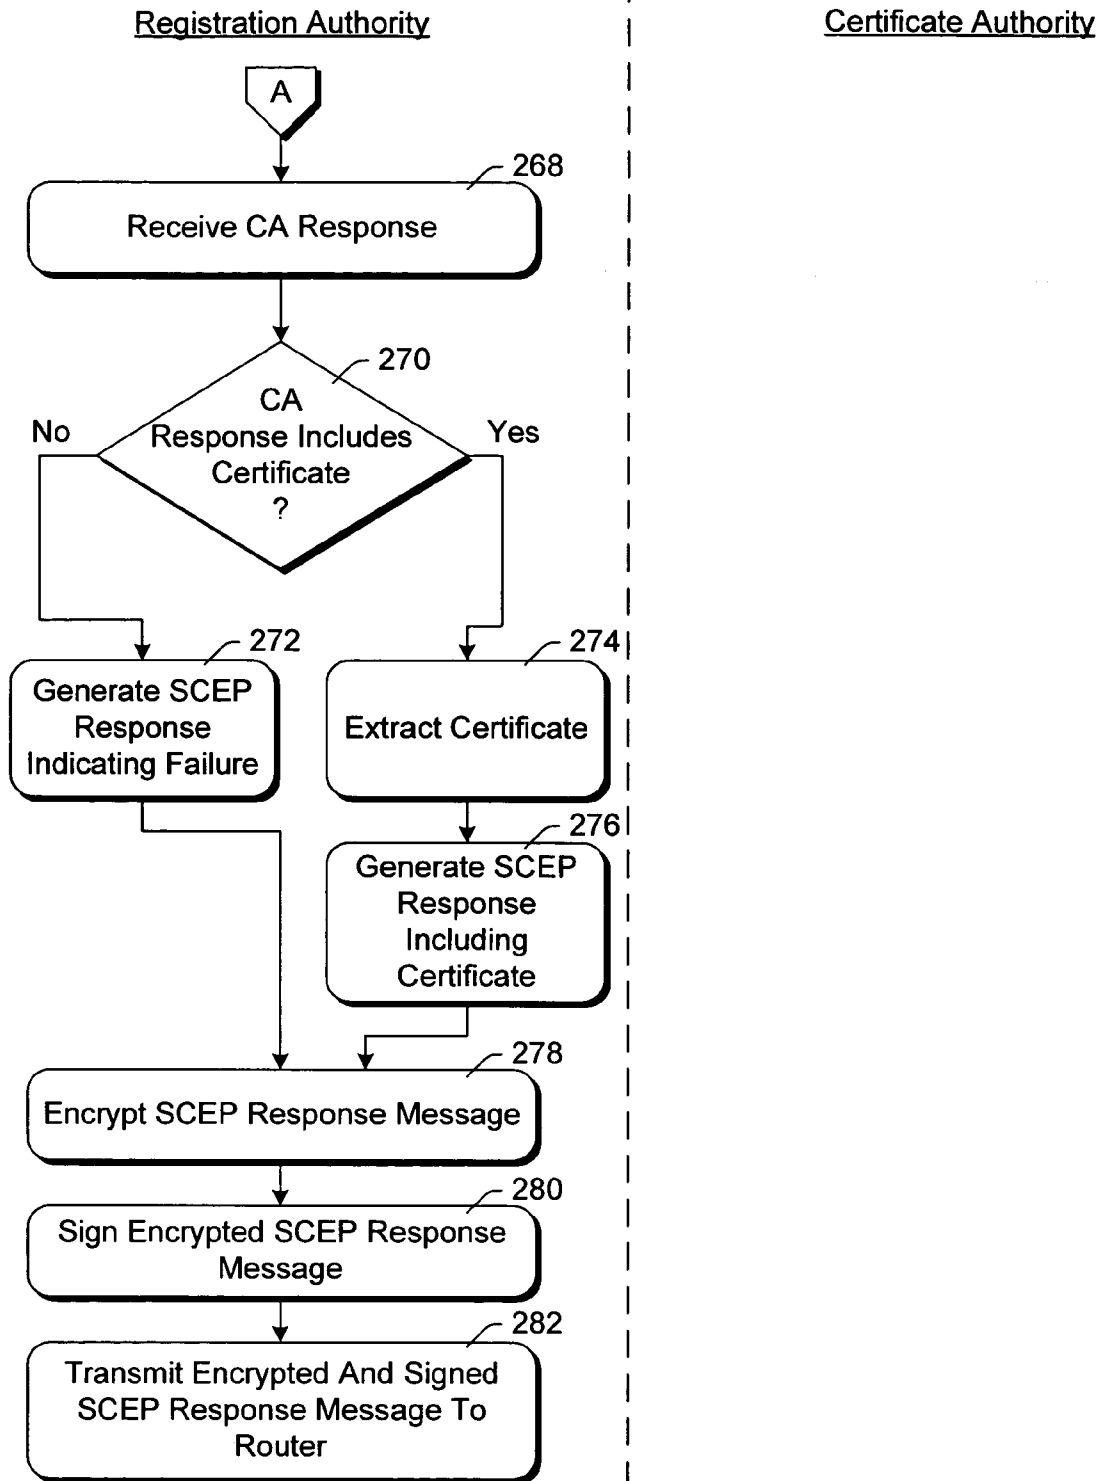 Registration Authority
Certificate Authority
A
268
Receive CA Response
270
CA
Response Includes
Certificate
?
No
Yes
272
Generate SCEP
Response
Indicating Failure
274
Extract Certificate
276
Generate SCEP
Response
Including
Certificate
278
Encrypt SCEP Response Message
280
Sign Encrypted SCEP Response
Message
282
Transmit Encrypted And Signed
SCEP Response Message To
Router